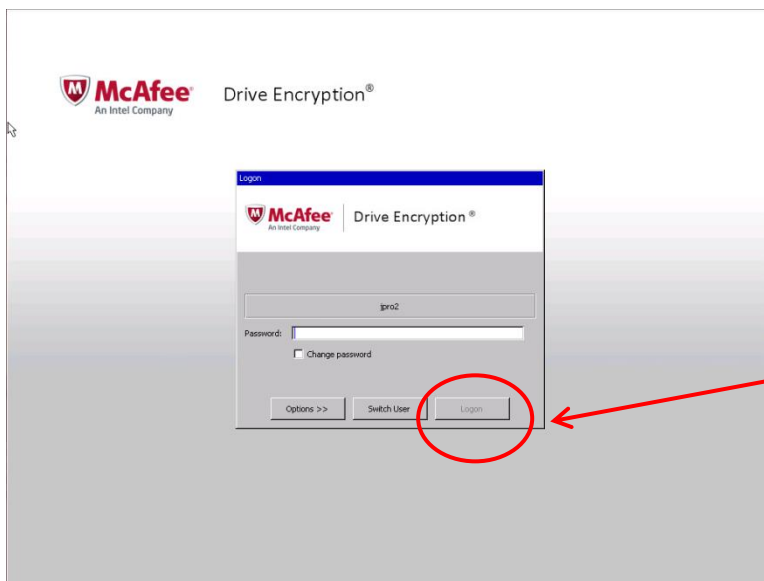 McAfee Drive Encryption®
An Intel Company
Logon
McAfee Drive Encryption ®
An Intel Company
jpro2
Password:
Change password
Options >>
Switch User
Logon